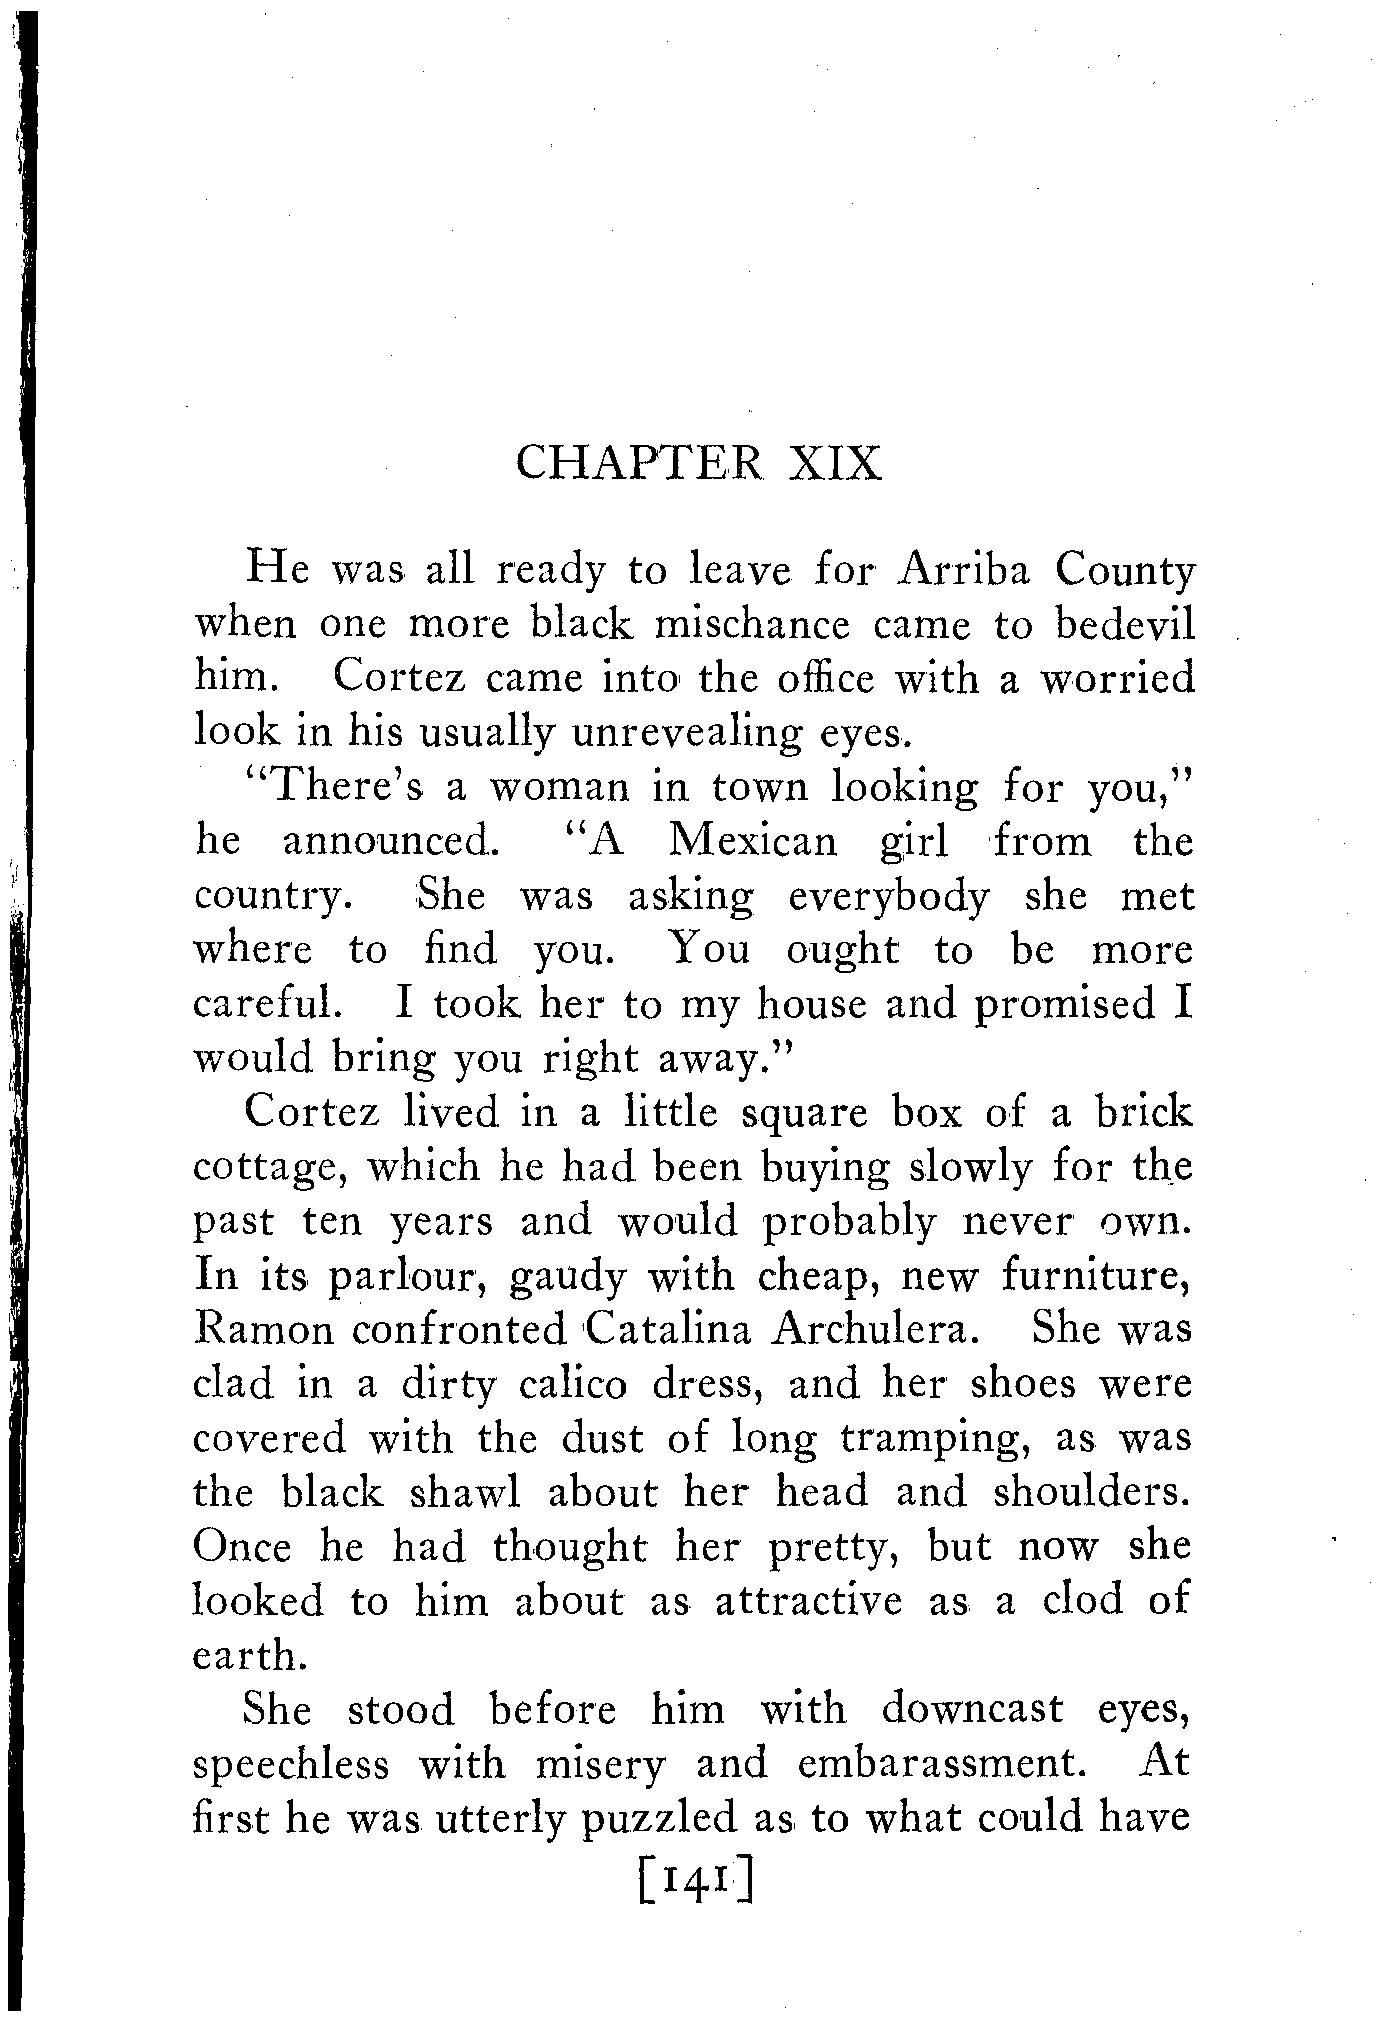 CHAPTER XIX
He was all ready to leave for Arriba County
when one more black mischance came to bedevil
him. Cortez came into the office with a worried
look in his usually unrevealing eyes.
"There's a woman in town looking for you,"
he announced. "A Mexican girl from the
country. She was asking everybody she met
where to find you. You ought to be more
careful. I took her to my house and promised I
would bring you right away."
Cortez lived in a little square box of a brick
cottage, which he had been buying slowly for the
past ten years and would probably never own.
In its parlour, gaudy with cheap, new furniture,
Ramon confronted Catalina Archulera. She was
clad in a dirty calico dress, and her shoes were
covered with the dust of long tramping, as was
the black shawl about her head and shoulders.
Once he had thought her pretty, but now she
looked to him about as attractive as a clod of
earth.
She stood before him with downcast eyes,
speechless with misery and embarassment. At
first he was utterly puzzled as to what could have
[141]